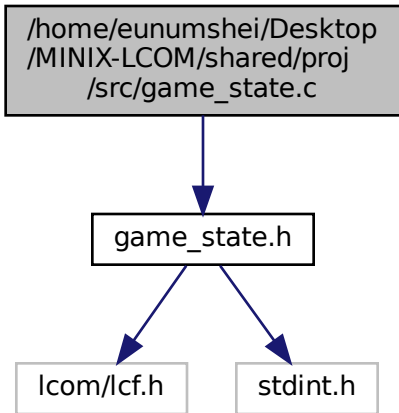 /home/eunumshei/Desktop
/MINIX-LCOM/shared/proj
/src/game_state.c
game_state.h
lcom/lcf.h
stdint.h